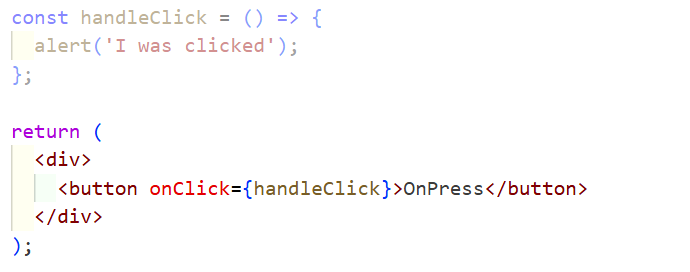 const handleClick = () => {
  alert('I was clicked');
};

return (
  <div>
    <button onClick={handleClick}>OnPress</button>
  </div>
);